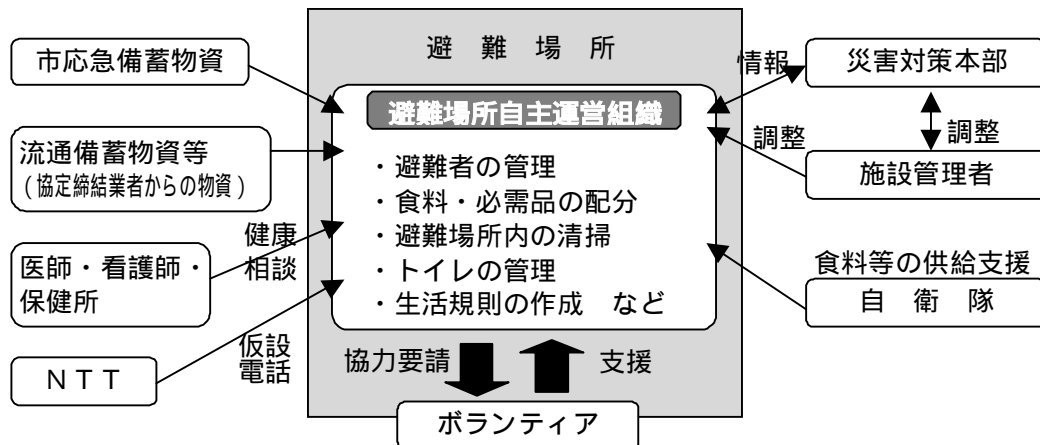 避 難 場 所
市応急備蓄物資
流通備蓄物資等
(協定締結業者からの物資)
医師・看護師・
保健所
健康
相談
NTT
仮設
電話
避難場所自主運営組織
・避難者の管理
・食料・必需品の配分
・避難場所内の清掃
・トイレの管理
・生活規則の作成 など
協力要請
支援
ボランティア
情報
災害対策本部
調整
調整
施設管理者
食料等の供給支援
自 衛 隊